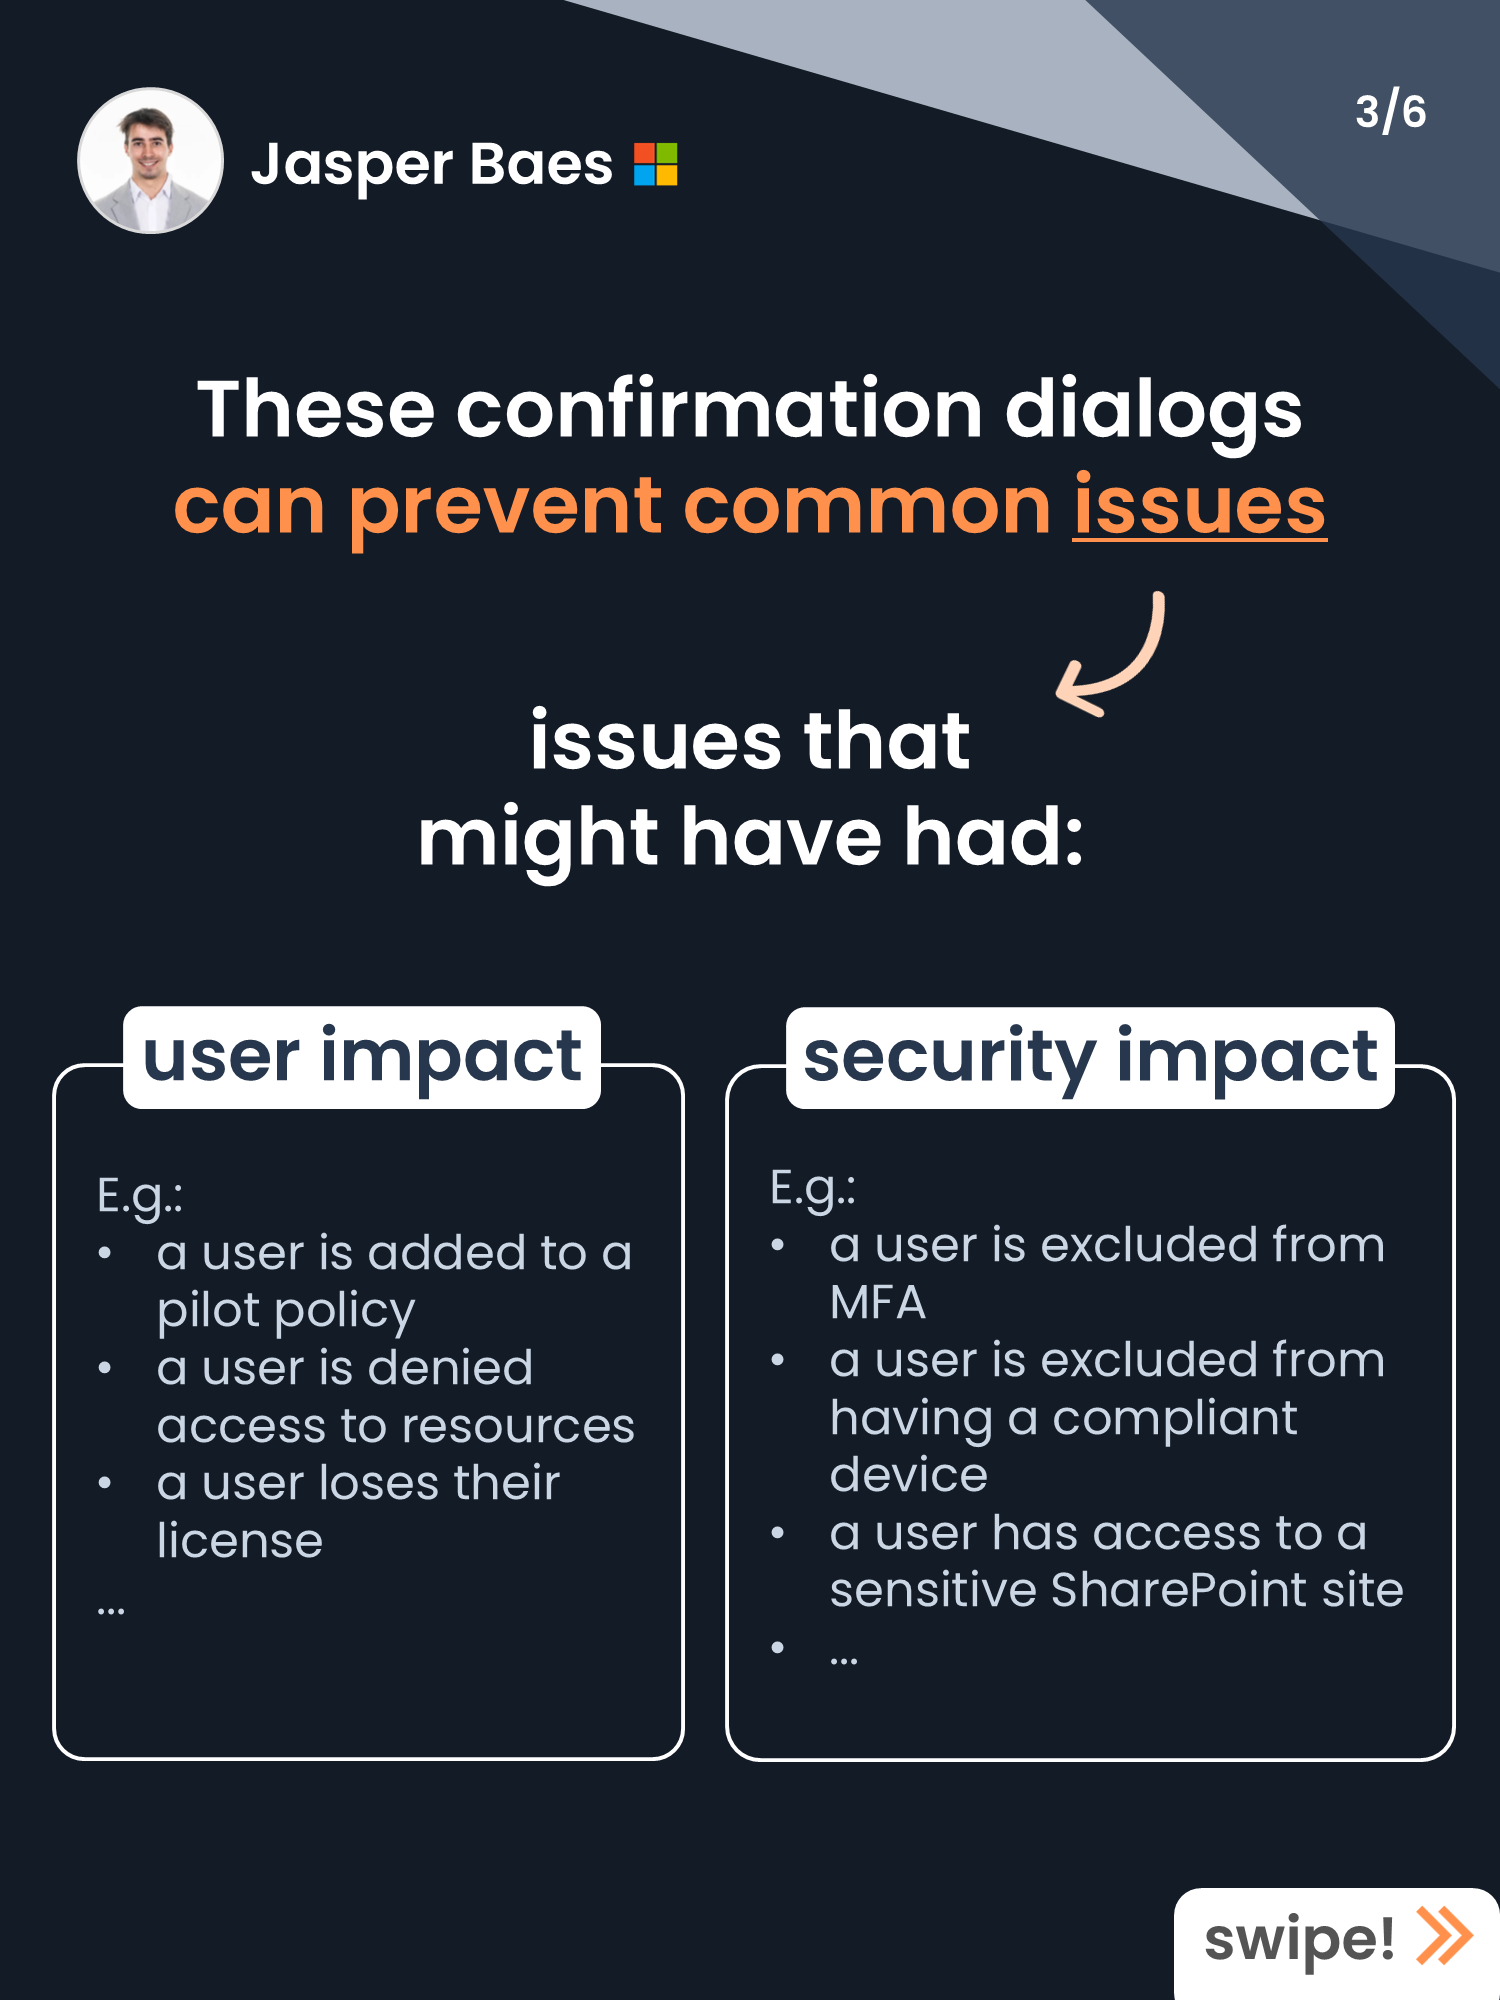 Jasper Baes
3/6
These confirmation dialogs
can prevent common issues
issues that
might have had:
user impact
E.g.:
• a user is added to a
pilot policy
• a user is denied
access to resources
• a user loses their
license
...
security impact
E.g.:
• a user is excluded from
MFA
• a user is excluded from
having a compliant
device
• a user has access to a
sensitive SharePoint site
• ...
swipe!